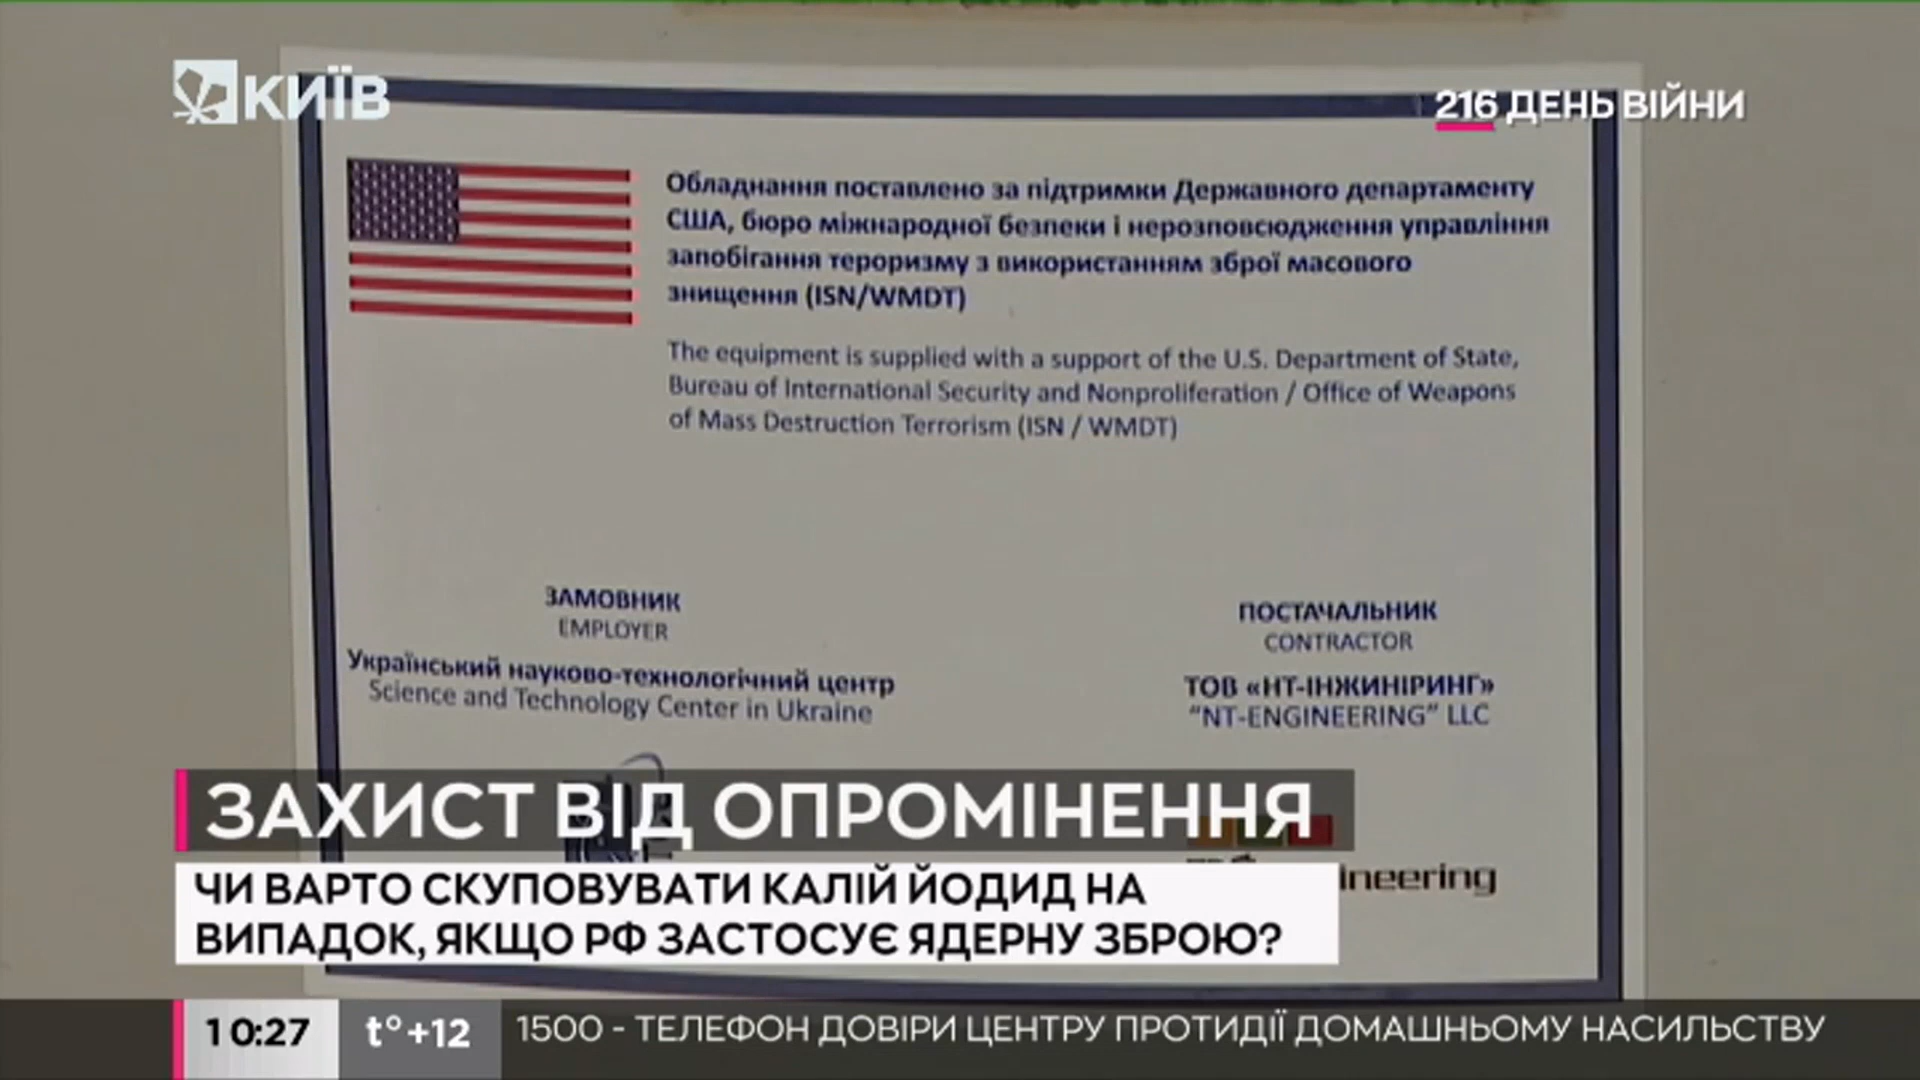 КИЇВ
216 ДЕНЬ ВІЙНИ
Обладнання поставлено за підтримки Державного департаменту
США, бюро міжнародної безпеки і нерозповсюдження управління
запобігання тероризму з використанням зброї масового
знищення (ISN/WMDT)
The equipment is supplied with a support of the U.S. Department of State,
Bureau of International Security and Nonproliferation / Office of Weapons
of Mass Destruction Terrorism (ISN / WMDT)
ЗАМОВНИК
EMPLOYER
Український науково-технологічний центр
Science and Technology Center in Ukraine
ПОСТАЧАЛЬНИК
CONTRACTOR
ТОВ «НТ-ІНЖИНІРИНГ»
"NT-ENGINEERING" LLC
ЗАХИСТ ВІД ОПРОМІНЕННЯ
ЧИ ВАРТО СКУПОВУВАТИ КАЛІЙ ЙОДИД НА
ВИПАДОК, ЯКЩО РФ ЗАСТОСУЄ ЯДЕРНУ ЗБРОЮ?
10:27 t°+12 1500 - ТЕЛЕФОН ДОВІРИ ЦЕНТРУ ПРОТИДІЇ ДОМАШНЬОМУ НАСИЛЬСТВУ